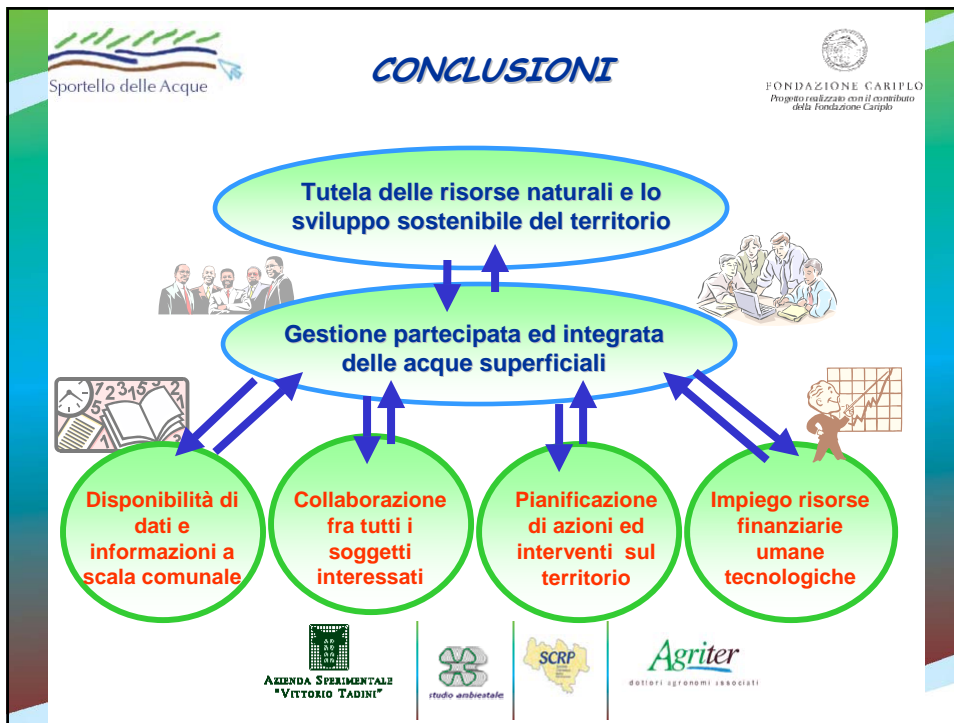 Sportello delle Acque
CONCLUSIONI
FONDAZIONE CARIPLO
Progetto realizzato con il contributo
della Fondazione Cariplo
Tutela delle risorse naturali e lo
sviluppo sostenibile del territorio
Gestione partecipata ed integrata
delle acque superficiali
Disponibilità di
dati e
informazioni a
scala comunale
Collaborazione
fra tutti i
soggetti
interessati
Pianificazione
di azioni ed
interventi sul
territorio
Impiego risorse
finanziarie
umane
tecnologiche
AZIENDA SPERIMENTALE
"VITTORIO TADINI"
studio ambientale
SCRP
Agriter
dottori agronomi associati